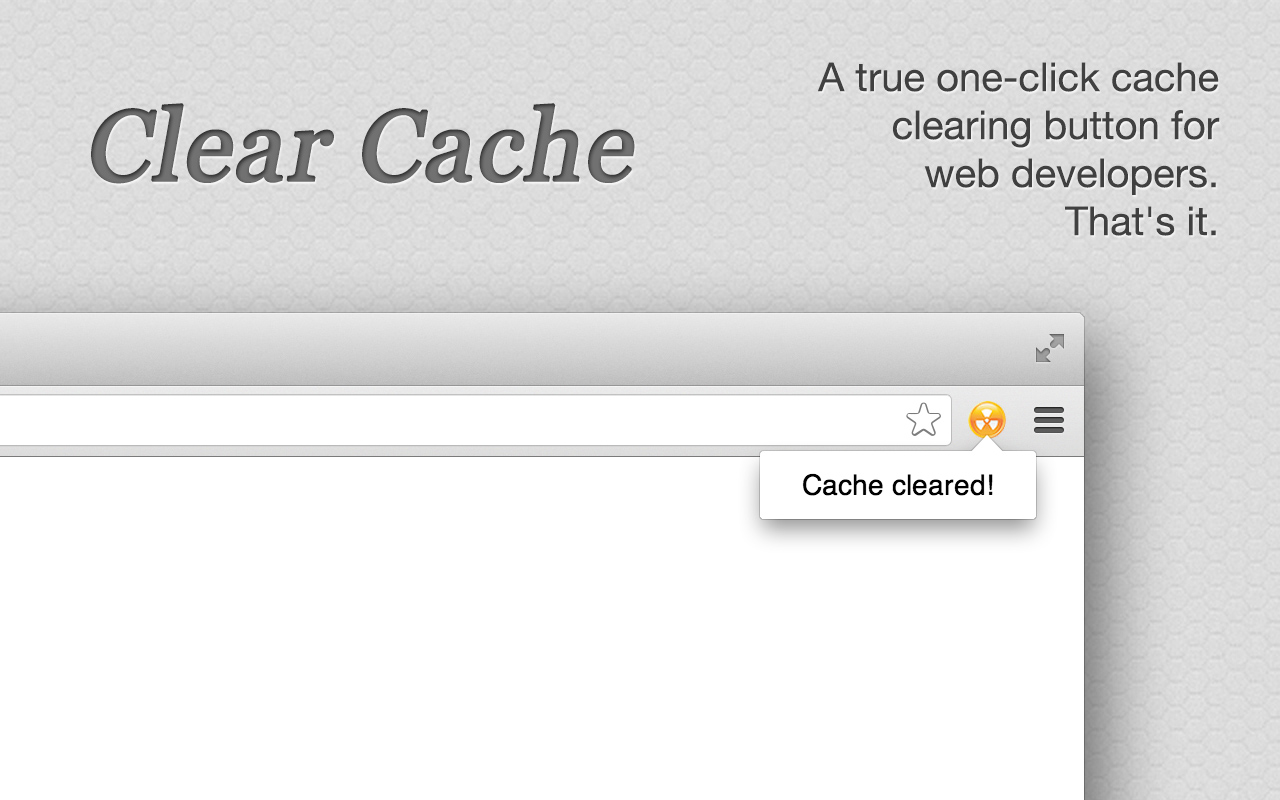 Clear Cache
A true one-click cache
clearing button for
web developers.
That's it.
Cache cleared!